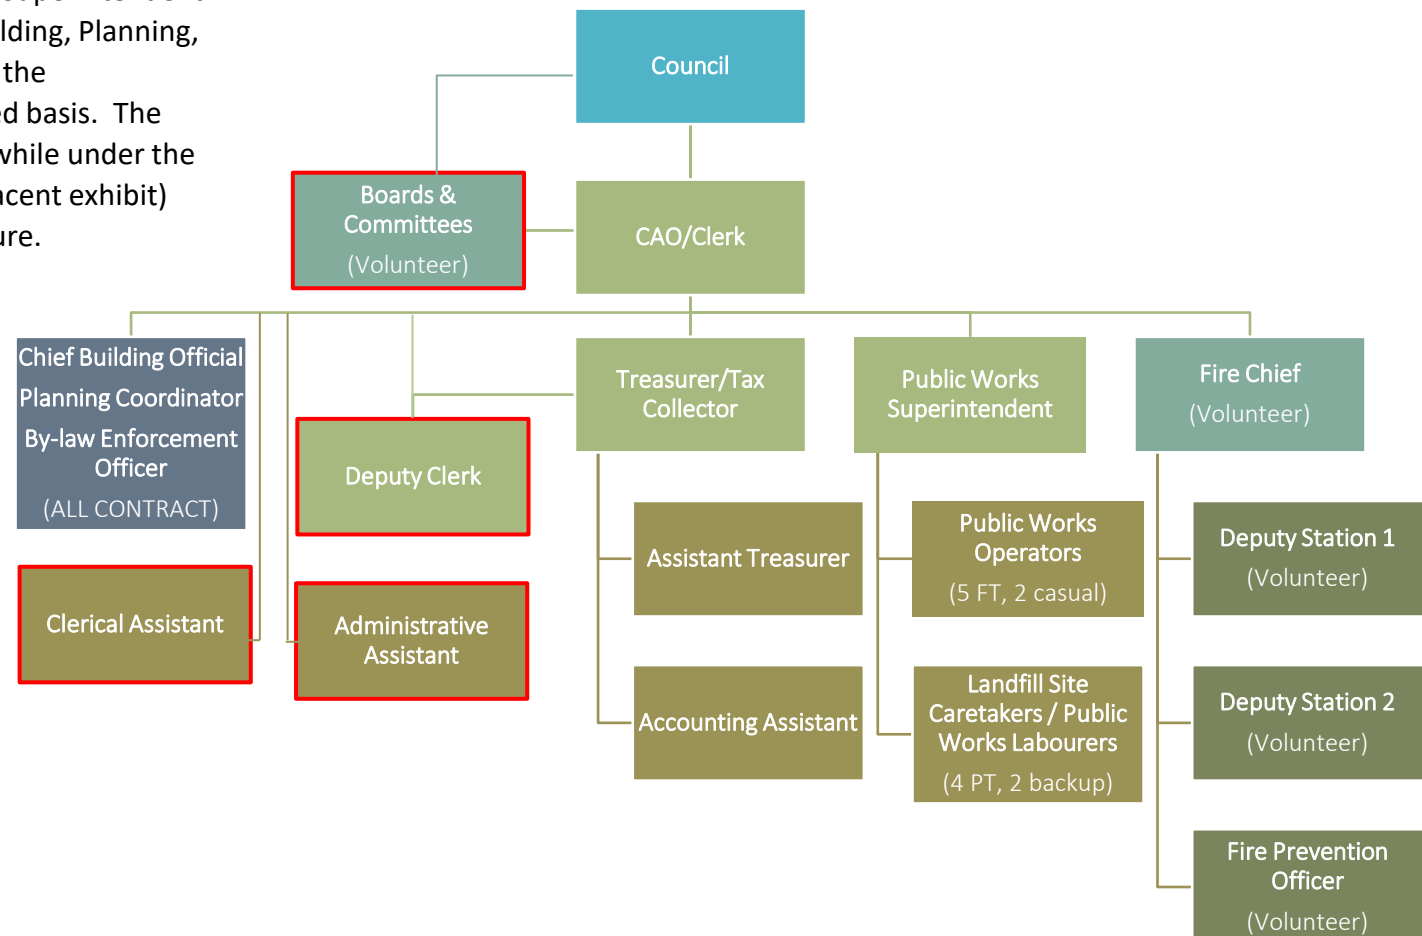 lding, Planning,
the
ed basis. The
while under the
acent exhibit)
ure.
Council
Boards &
Committees
(Volunteer)
CAO/Clerk
Chief Building Official
Planning Coordinator
By-law Enforcement
Officer
(ALL CONTRACT)
Deputy Clerk
Treasurer/Tax
Collector
Public Works
Superintendent
Fire Chief
(Volunteer)
Clerical Assistant
Administrative
Assistant
Assistant Treasurer
Accounting Assistant
Public Works
Operators
(5 FT, 2 casual)
Landfill Site
Caretakers / Public
Works Labourers
(4 PT, 2 backup)
Deputy Station 1
(Volunteer)
Deputy Station 2
(Volunteer)
Fire Prevention
Officer
(Volunteer)